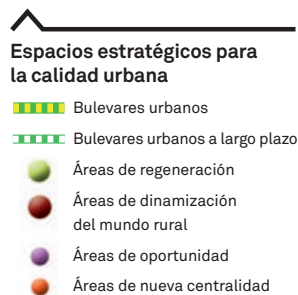 Espacios estratégicos para
la calidad urbana
Bulevares urbanos
Bulevares urbanos a largo plazo
Áreas de regeneración
Áreas de dinamización
del mundo rural
Áreas de oportunidad
Áreas de nueva centralidad